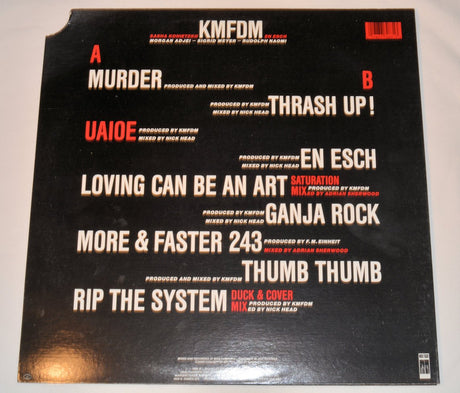 KMFDM
SASHA KONIETZKO EN ESCH
MORGAN ADJEI – SIGRID MEYER – RUDOLPH NAOMI
A
B
MURDER PRODUCED AND MIXED BY KMFDM
PRODUCED BY KMFDM
MIXED BY NICK HEAD
THRASH UP!
UAIOE PRODUCED BY KMFDM
MIXED BY NICK HEAD
PRODUCED BY KMFDM
MIXED BY NICK HEAD
EN ESCH
LOVING CAN BE AN ART SATURATION
MIX PRODUCED BY KMFDM
ED BY ADRIAN SHERWOOD
PRODUCED BY KMFDM
MIXED BY NICK HEAD
GANJA ROCK
MORE & FASTER 243 PRODUCED BY F.M. EINHEIT
MIXED BY ADRIAN SHERWOOD
PRODUCED AND MIXED BY KMFDM THUMB THUMB
RIP THE SYSTEM DUCK & COVER
MIX PRODUCED BY KMFDM
ED BY NICK HEAD